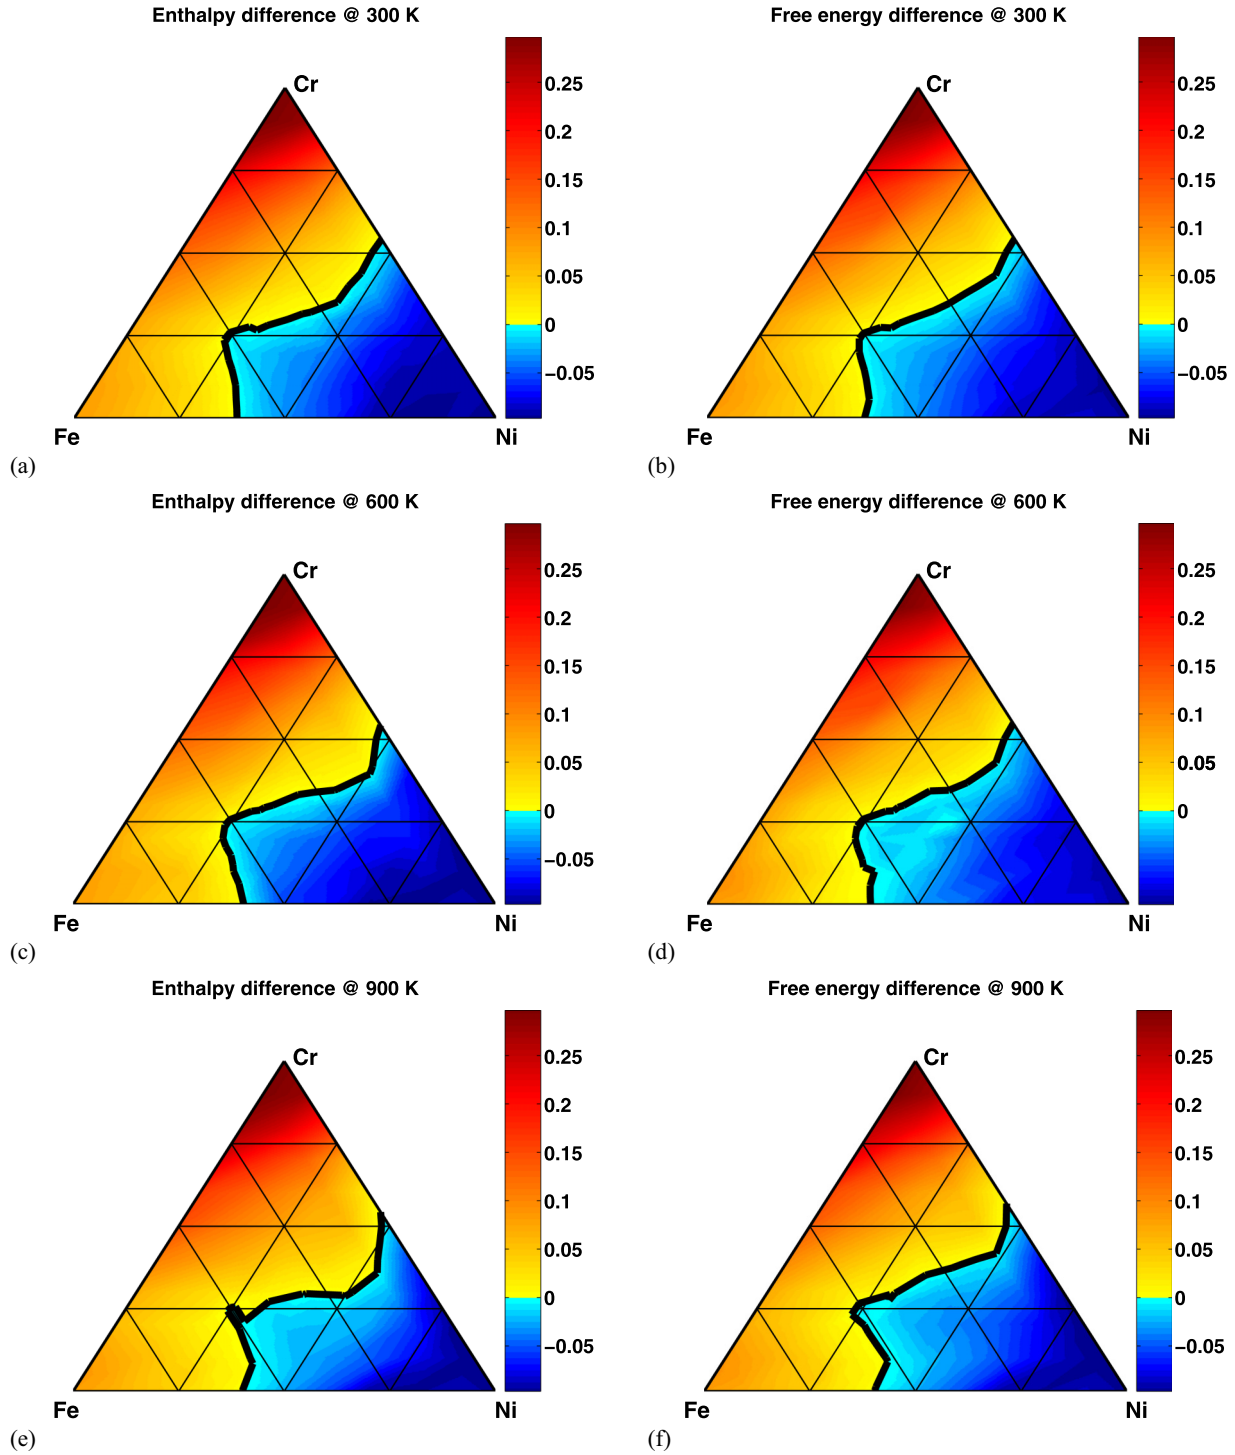 Enthalpy difference @ 300 K
0.25
0.2
0.15
0.1
0.05
0
−0.05
Cr
Fe
Ni
(a)
Free energy difference @ 300 K
0.25
0.2
0.15
0.1
0.05
0
−0.05
Cr
Fe
Ni
(b)
Enthalpy difference @ 600 K
0.25
0.2
0.15
0.1
0.05
0
−0.05
Cr
Fe
Ni
(c)
Free energy difference @ 600 K
0.25
0.2
0.15
0.1
0.05
0
−0.05
Cr
Fe
Ni
(d)
Enthalpy difference @ 900 K
0.25
0.2
0.15
0.1
0.05
0
−0.05
Cr
Fe
Ni
(e)
Free energy difference @ 900 K
0.25
0.2
0.15
0.1
0.05
0
−0.05
Cr
Fe
Ni
(f)